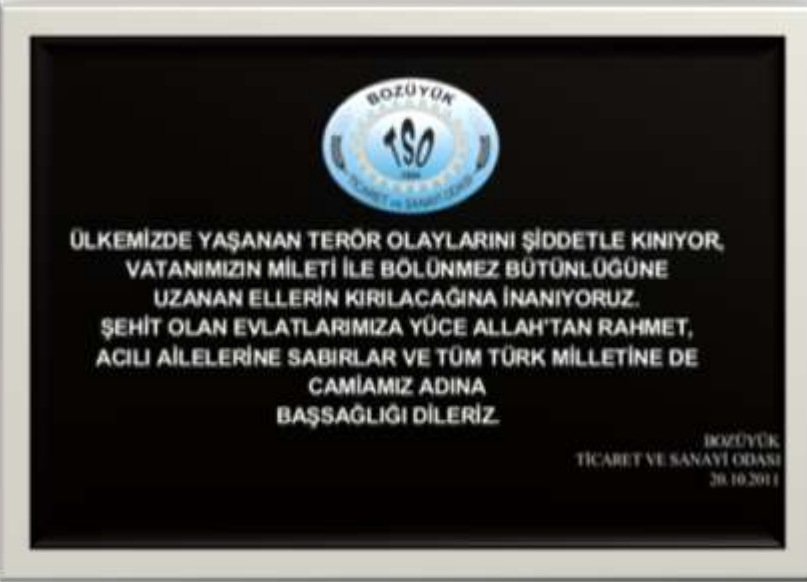 BOZÜYÜK
TSO
TİCARET ve SANAYİ ODASI
ÜLKEMİZDE YAŞANAN TERÖR OLAYLARINI ŞİDDETLE KINIYOR,
VATANIMIZIN MİLETİ İLE BÖLÜNMEZ BÜTÜNLÜĞÜNE
UZANAN ELLERİN KIRILACAĞINA İNANIYORUZ.
ŞEHİT OLAN EVLATLARIMIZA YÜCE ALLAH'TAN RAHMET,
ACILI AİLELERİNE SABIRLAR VE TÜM TÜRK MİLLETİNE DE
CAMİAMIZ ADINA
BAŞSAĞLIĞI DİLERİZ.
BOZÜYÜK
TİCARET VE SANAYİ ODASI
20.10.2011